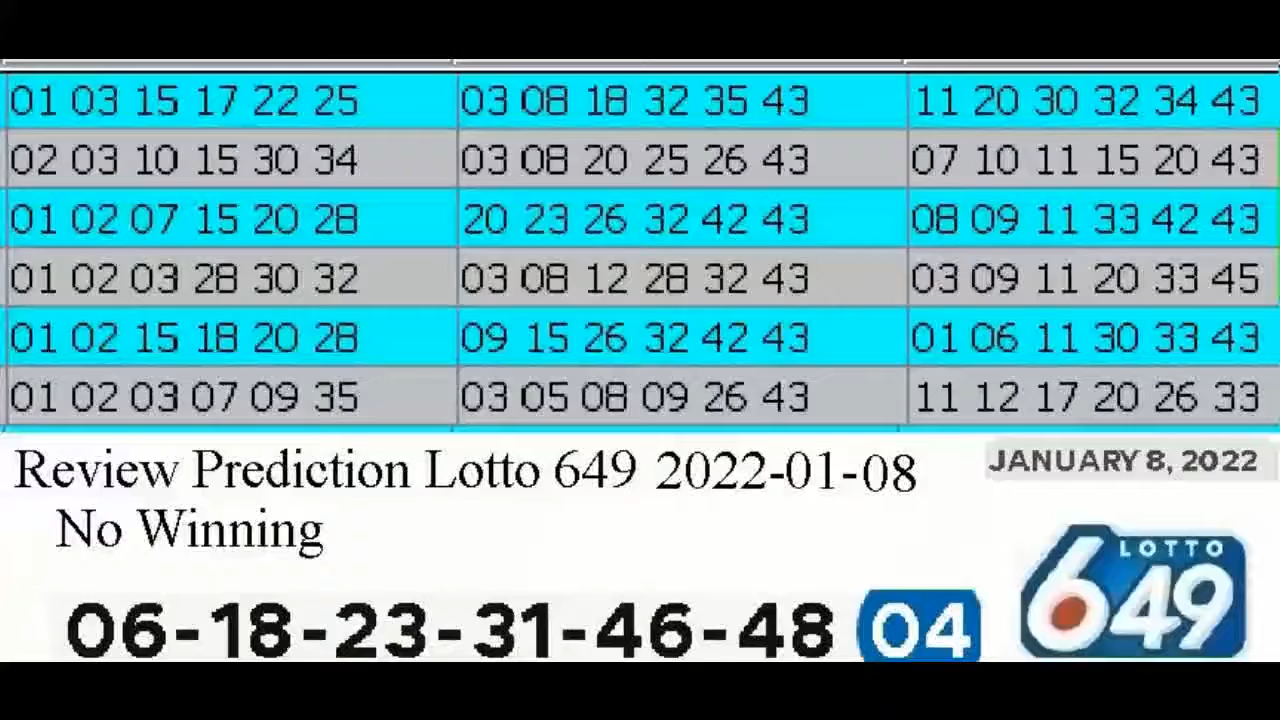 01 03 15 17 22 25 03 08 18 32 35 43 11 20 30 32 34 43
02 03 10 15 30 34 03 08 20 25 26 43 07 10 11 15 20 43
01 02 07 15 20 28 20 23 26 32 42 43 08 09 11 33 42 43
01 02 03 28 30 32 03 08 12 28 32 43 03 09 11 20 33 45
01 02 15 18 20 28 09 15 26 32 42 43 01 06 11 30 33 43
01 02 03 07 09 35 03 05 08 09 26 43 11 12 17 20 26 33
Review Prediction Lotto 649 2022-01-08
JANUARY 8, 2022
No Winning
LOTTO
649
06-18-23-31-46-48 04